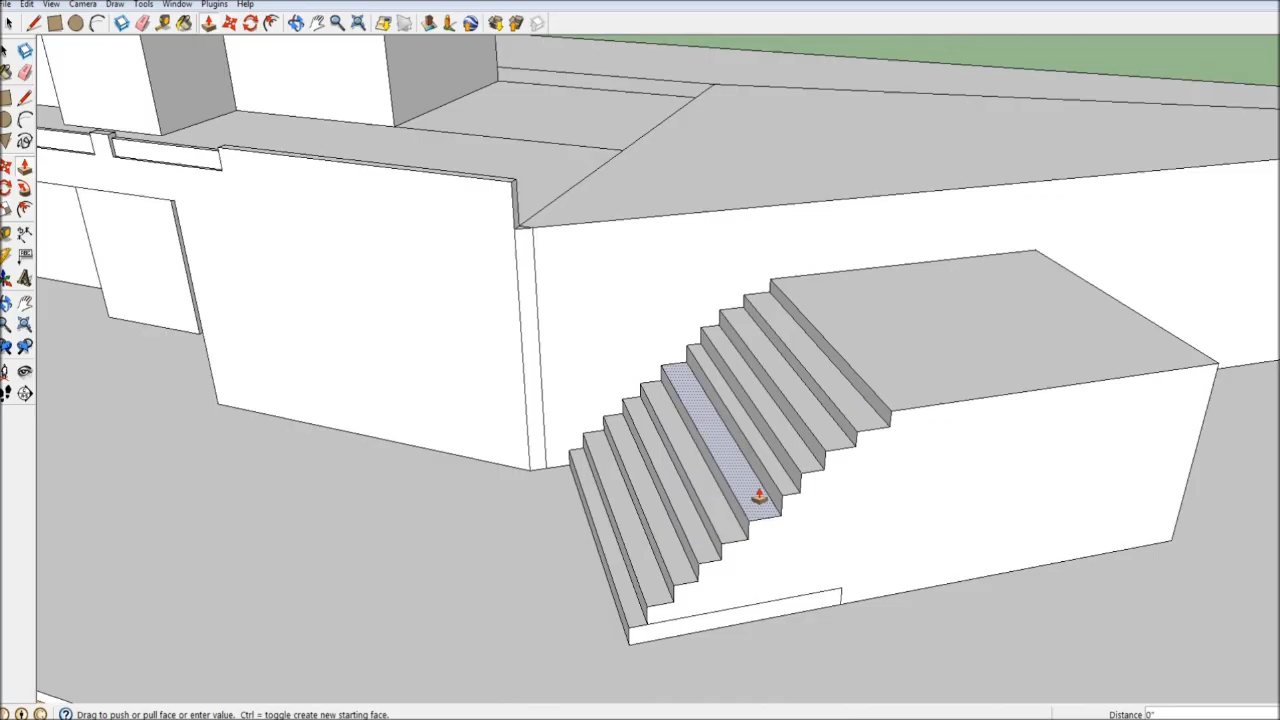 File Edit View Camera Draw Tools Window Plugins Help
Drag to push or pull face or enter value. Ctrl = toggle create new starting face.
Distance 0"